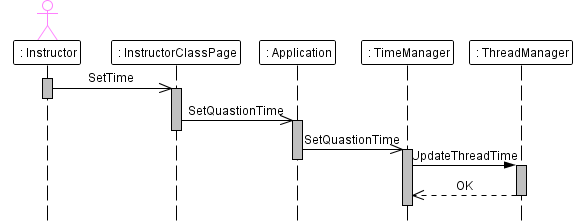 : Instructor
: InstructorClassPage
: Application
: TimeManager
: ThreadManager
SetTime
SetQuastionTime
SetQuastionTime
UpdateThreadTime
OK